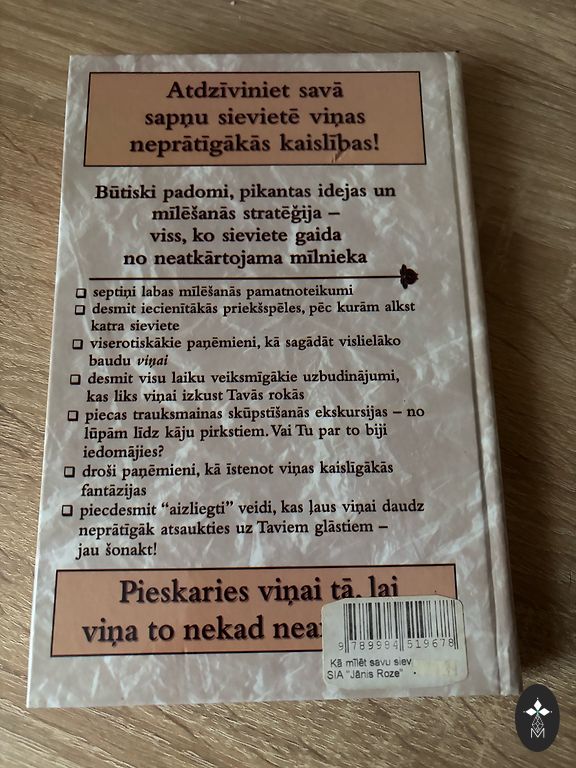 Atdzīviniet savā
sapņu sievietē viņas
neprātīgākās kaislības!
Būtiski padomi, pikantas idejas un
mīlēšanās stratēģija –
viss, ko sieviete gaida
no neatkārtojama mīlnieka
❏ septiņi labas mīlēšanās pamatnoteikumi
❏ desmit iecienītākās priekšspēles, pēc kurām alkst
katra sieviete
❏ viserotiskākie paņēmieni, kā sagādāt vislielāko
baudu viņai
❏ desmit visu laiku veiksmīgākie uzbudinājumi,
kas liks viņai izkust Tavās rokās
❏ piecas trauksmainas skūpstīšanās ekskursijas – no
lūpām līdz kāju pirkstiem. Vai Tu par to biji
iedomājies?
❏ droši paņēmieni, kā īstenot viņas kaislīgākās
fantāzijas
❏ piecdesmit “aizliegti” veidi, kas ļaus viņai daudz
neprātīgāk atsaukties uz Taviem glāstiem –
jau šonakt!
Pieskaries viņai tā, lai
viņa to nekad
9 789984 519678
Kā mīlēt savu siev
SIA "Jānis Roze"
M